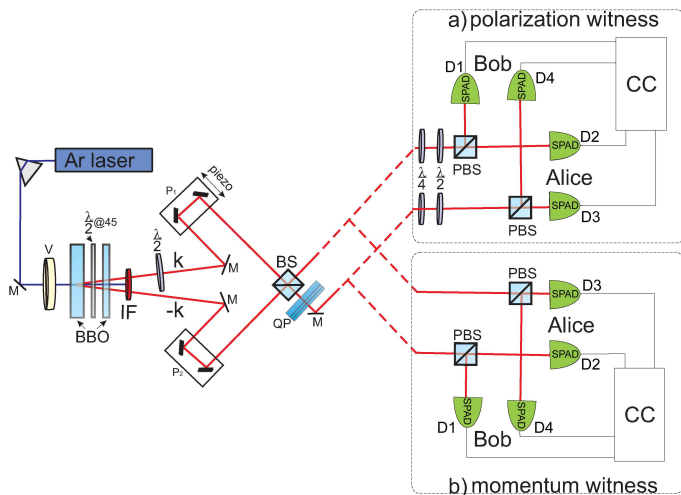 a) polarization witness
D1
Bob
D4
SPAD
SPAD
CC
SPAD
D2
PBS
λ/4
λ/2
Alice
SPAD
D3
PBS
Ar laser
P₁
piezo
λ/2@45
V
λ/2
k
M
BS
M
IF
-k
M
BBO
QP
M
P₂
PBS
SPAD
D3
PBS
Alice
SPAD
D2
SPAD
SPAD
CC
D1
Bob
D4
b) momentum witness